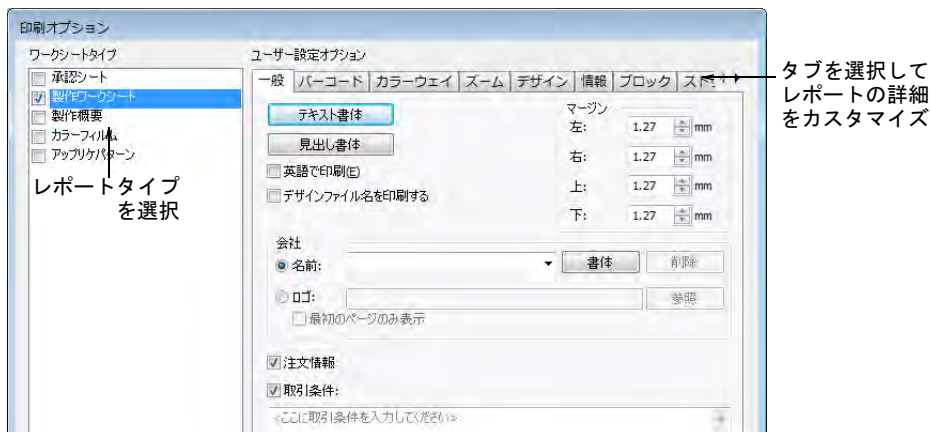 印刷オプション
ワークシートタイプ
承認シート
製作ワークシート
製作概要
カラーフィルム
アップリケパターン
レポートタイプ
を選択
ユーザー設定オプション
一般 バーコード カラーウェイ ズーム デザイン 情報 ブロック スト
タブを選択して
レポートの詳細
をカスタマイズ
テキスト書体
見出し書体
英語で印刷(E)
デザインファイル名を印刷する
マージン
左: 1.27 mm
右: 1.27 mm
上: 1.27 mm
下: 1.27 mm
会社
名前: 書体 削除
ロゴ: 参照
最初のページのみ表示
注文情報
取引条件:
<ここに取引条件を入力してください>